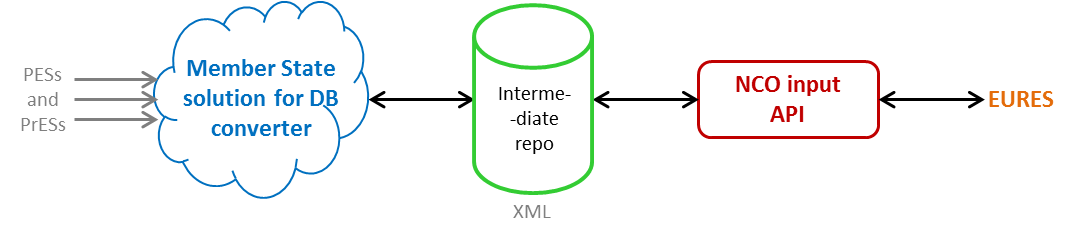 PESs
and
PrESs
Member State
solution for DB
converter
Interme-
-diate
repo
XML
NCO input
API
EURES